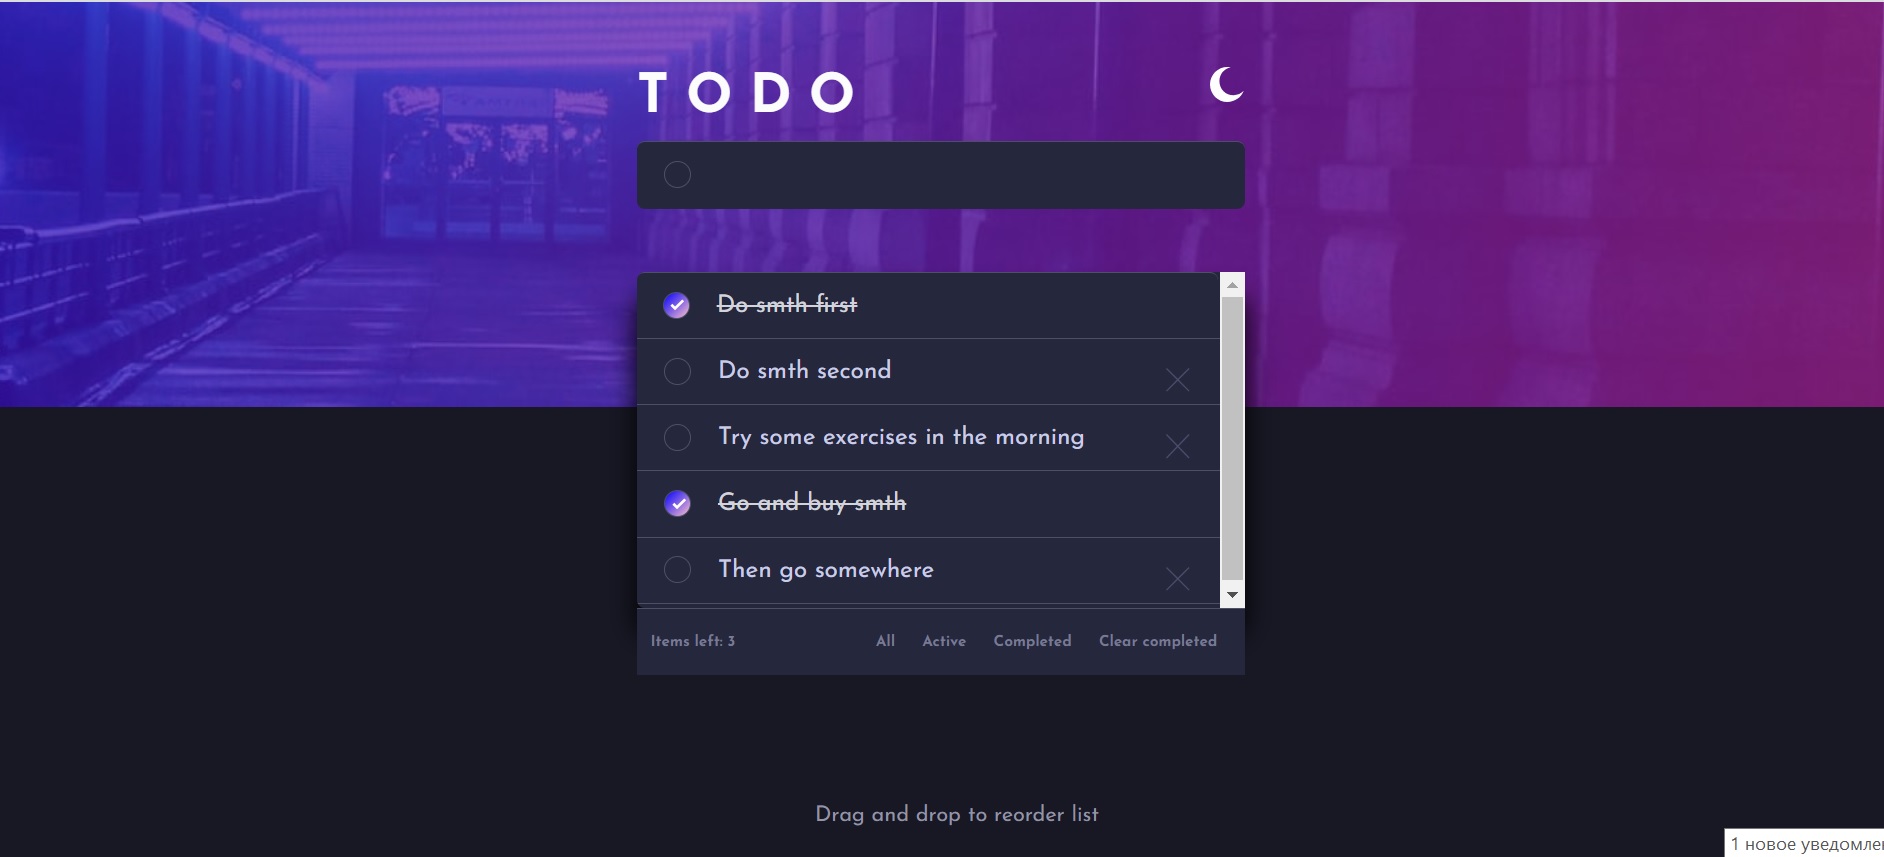 TODO
Do smth first
Do smth second
Try some exercises in the morning
Go and buy smth
Then go somewhere
Items left: 3 All Active Completed Clear completed
Drag and drop to reorder list
1 новое